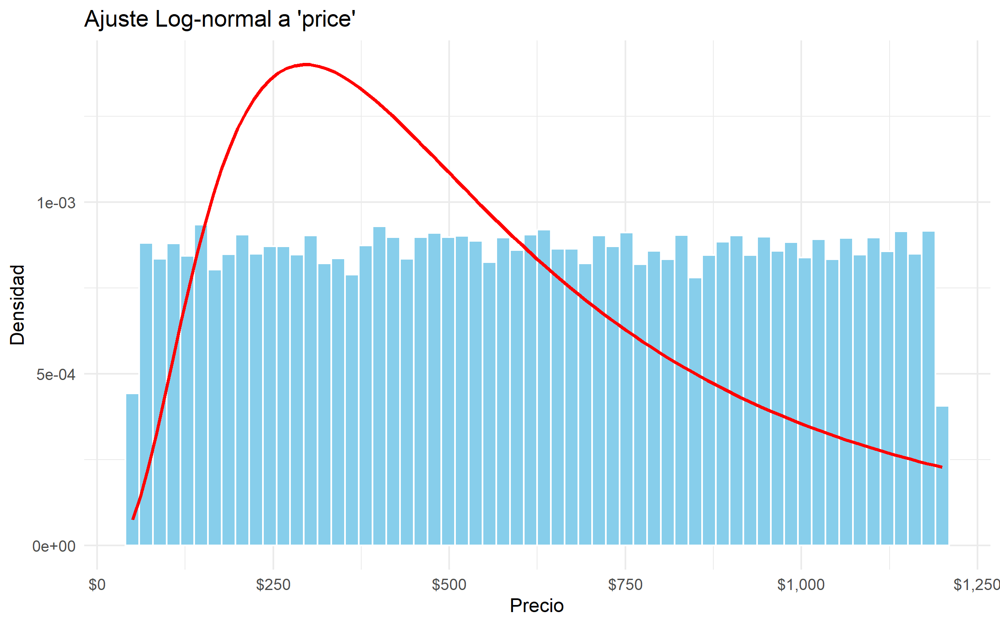 Ajuste Log-normal a 'price'
Densidad
1e-03
5e-04
0e+00
$0 $250 $500 $750 $1,000 $1,250
Precio